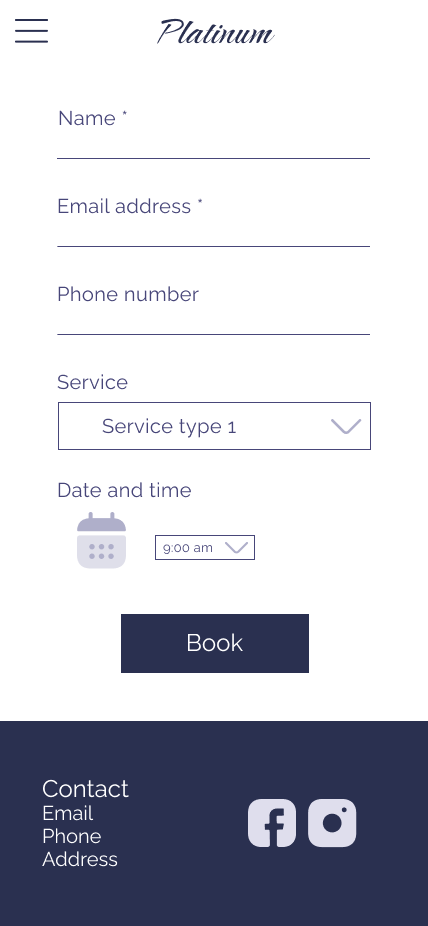 Platinum
Name *
Email address *
Phone number
Service
Service type 1
Date and time
9:00 am
Book
Contact
Email
Phone
Address